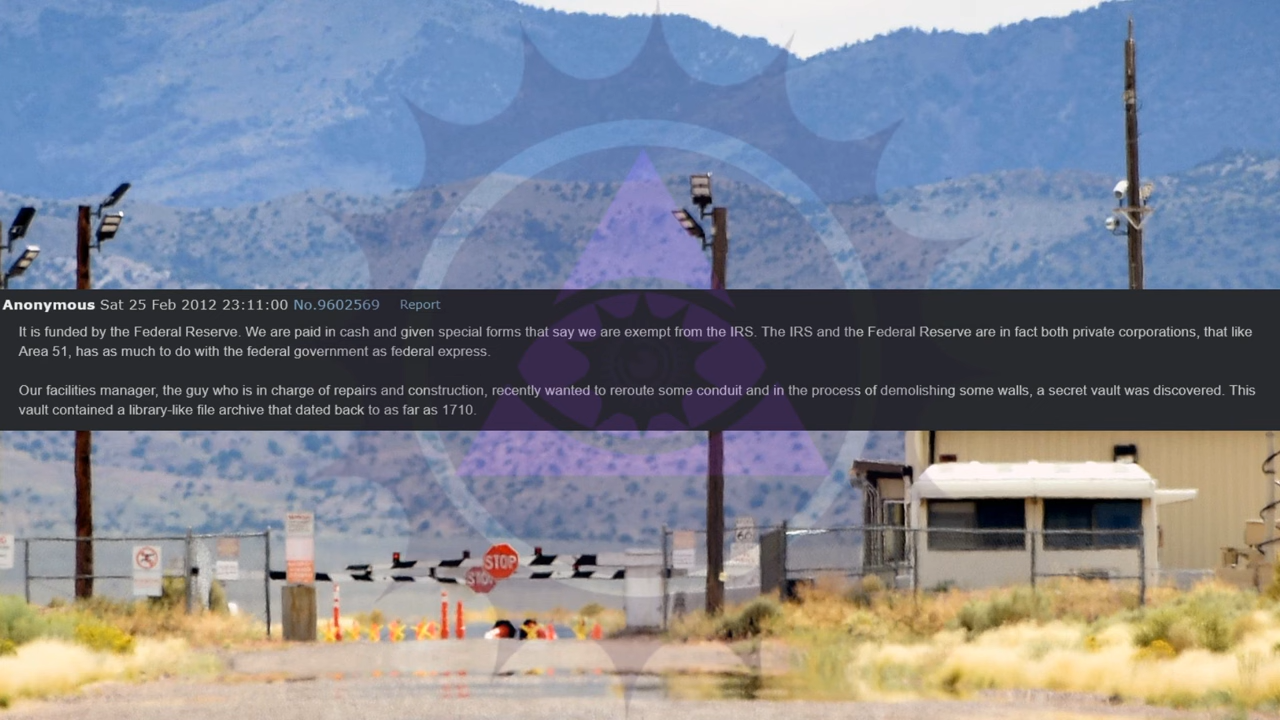 Anonymous Sat 25 Feb 2012 23:11:00 No.9602569 Report
It is funded by the Federal Reserve. We are paid in cash and given special forms that say we are exempt from the IRS. The IRS and the Federal Reserve are in fact both private corporations, that like
Area 51, has as much to do with the federal government as federal express.
Our facilities manager, the guy who is in charge of repairs and construction, recently wanted to reroute some conduit and in the process of demolishing some walls, a secret vault was discovered. This
vault contained a library-like file archive that dated back to as far as 1710.
STOP
STOP